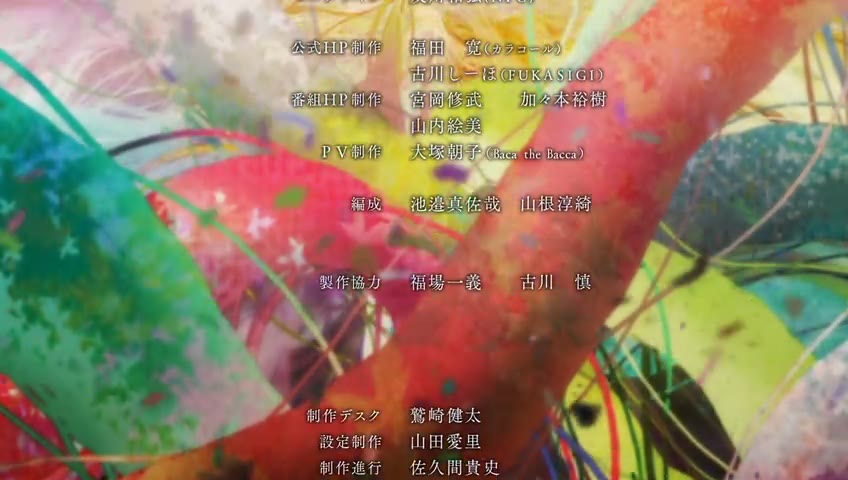 公式HP制作 福田 寛(カラコール)
古川しーほ(FUKASIGI)
番組HP制作 宮岡修武 加々本裕樹
山内絵美
PV制作 大塚朝子(Baca the Bacca)
編成 池邉真佐哉 山根淳綺
製作協力 福場一義 古川 慎
制作デスク 鷲崎健太
設定制作 山田愛里
制作進行 佐久間貴史